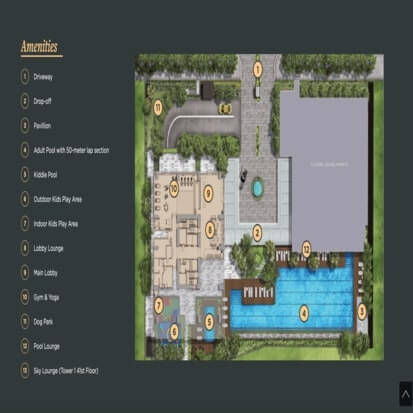 Amenities
1 Driveway
2 Drop-off
3 Pavilion
4 Adult Pool with 50-meter lap section
5 Kiddie Pool
6 Outdoor Kids Play Area
7 Indoor Kids Play Area
8 Lobby Lounge
9 Main Lobby
10 Gym & Yoga
11 Dog Park
12 Pool Lounge
13 Sky Lounge (Tower 1 41st Floor)
1
11
10
9
8
2
12
7
6
5
4
3